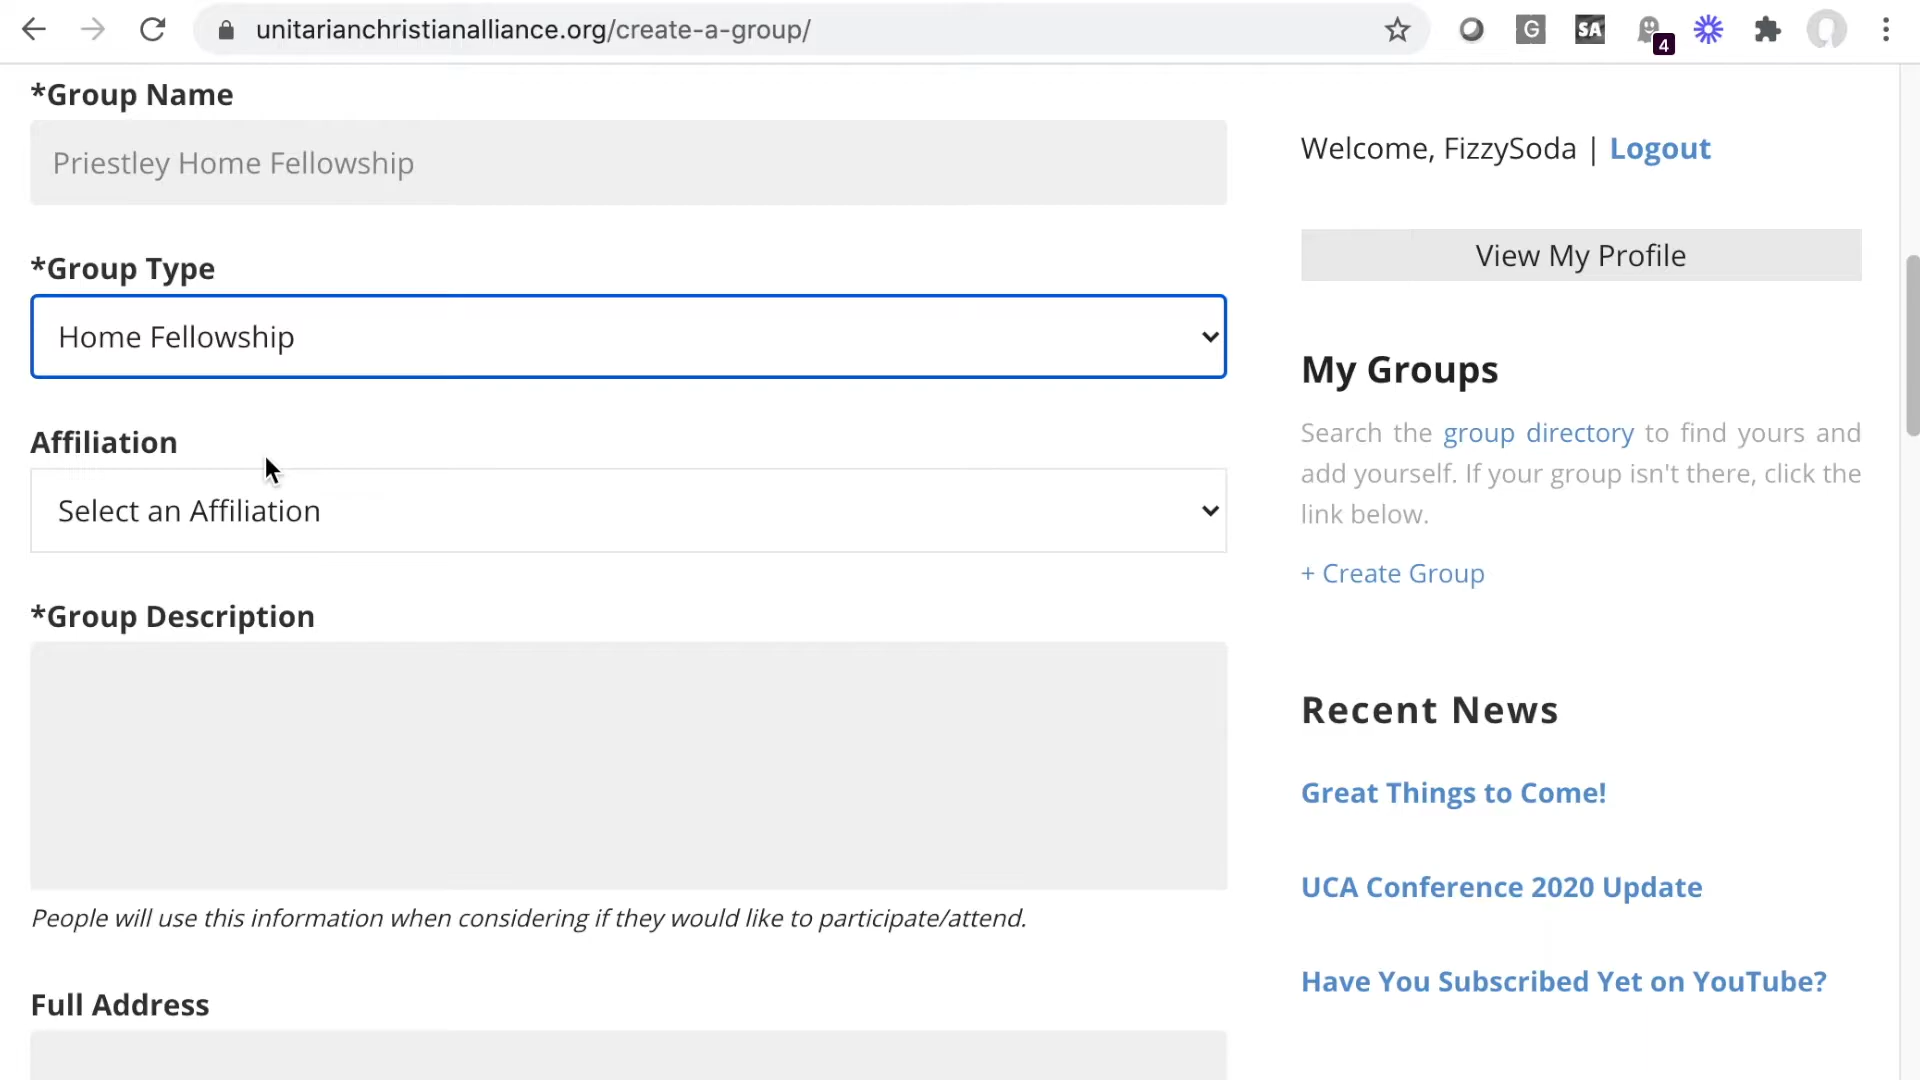 unitarianchristianalliance.org/create-a-group/
G
SA
4
*Group Name
Priestley Home Fellowship
*Group Type
Home Fellowship
Affiliation
Select an Affiliation
*Group Description
People will use this information when considering if they would like to participate/attend.
Full Address
Welcome, FizzySoda | Logout
View My Profile
My Groups
Search the group directory to find yours and
add yourself. If your group isn't there, click the
link below.
+ Create Group
Recent News
Great Things to Come!
UCA Conference 2020 Update
Have You Subscribed Yet on YouTube?